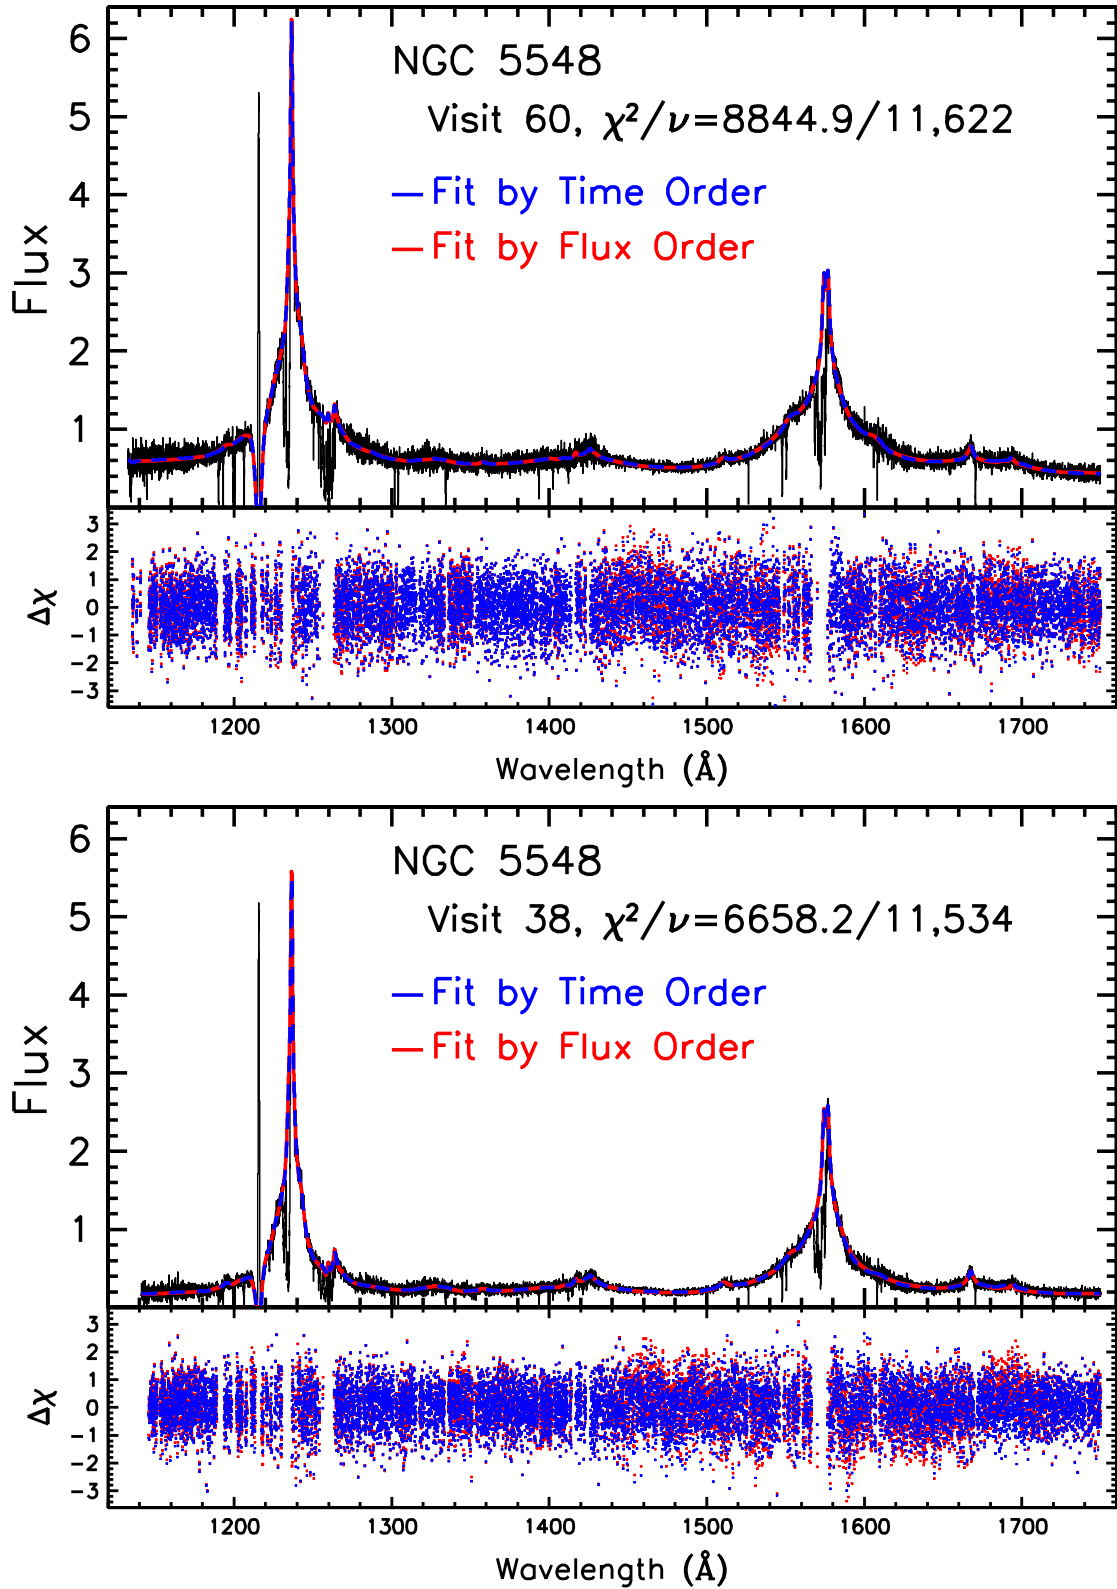 NGC 5548
Visit 60, χ²/ν=8844.9/11,622
Fit by Time Order
Fit by Flux Order
Flux
6
5
4
3
2
1
Δχ
3
2
1
0
-1
-2
-3
1200 1300 1400 1500 1600 1700
Wavelength (Å)
NGC 5548
Visit 38, χ²/ν=6658.2/11,534
Fit by Time Order
Fit by Flux Order
Flux
6
5
4
3
2
1
Δχ
3
2
1
0
-1
-2
-3
1200 1300 1400 1500 1600 1700
Wavelength (Å)